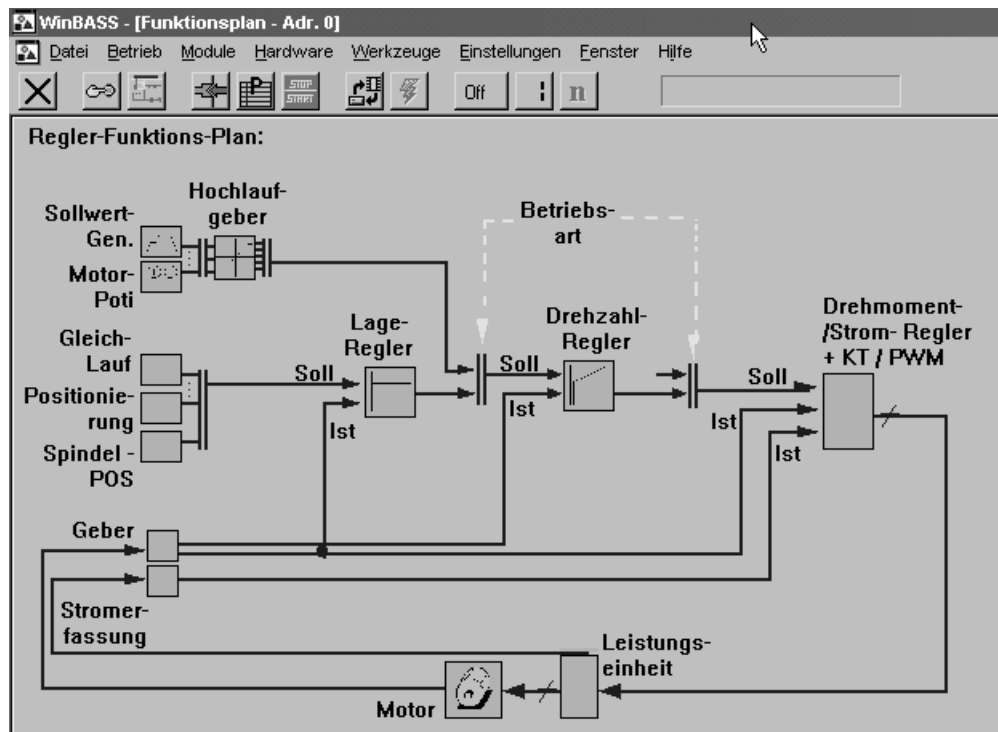 WinBASS - [Funktionsplan - Adr. 0]
Datei Betrieb Module Hardware Werkzeuge Einstellungen Fenster Hilfe
P STOP
START
Off n
Regler-Funktions-Plan:
Hochlauf-
geber
Sollwert-
Gen.
Motor-
Poti
Betriebs-
art
Gleich-
Lauf
Positionie-
rung
Spindel -
POS
Lage-
Regler
Soll
Ist
Drehzahl-
Regler
Soll
Ist
Drehmoment-
/Strom- Regler
+ KT / PWM
Soll
Ist
Ist
Geber
Stromer-
fassung
Leistungs-
einheit
Motor